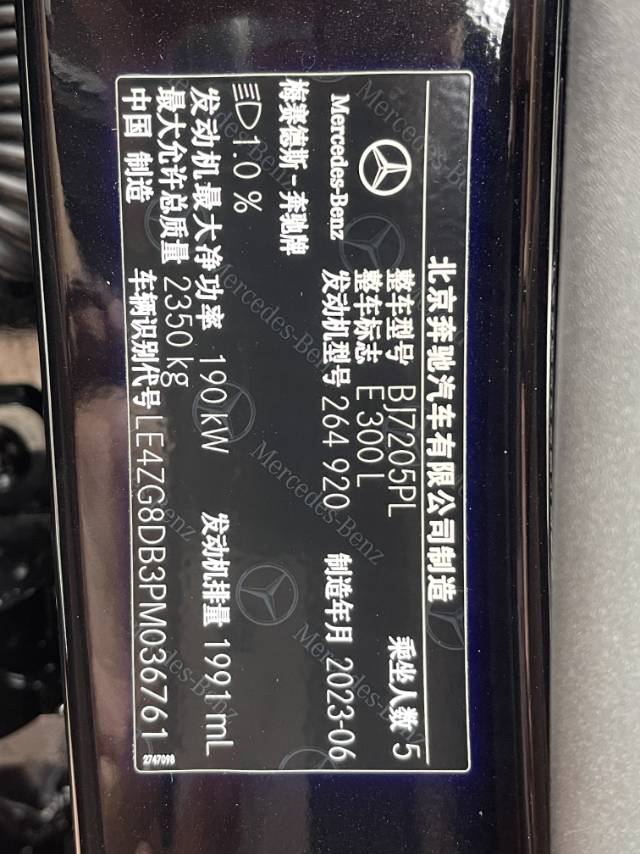 北京奔驰汽车有限公司制造
Mercedes-Benz
梅赛德斯-奔驰牌
整车型号 BJ7205PL 乘坐人数 5
整车标志 E 300 L
发动机型号 264 920 制造年月 2023-06
1.0 %
发动机最大净功率 190 kW 发动机排量 1991 mL
最大允许总质量 2350 kg
中国 制造 车辆识别代号 LE4ZG8DB3PM036761
2747098